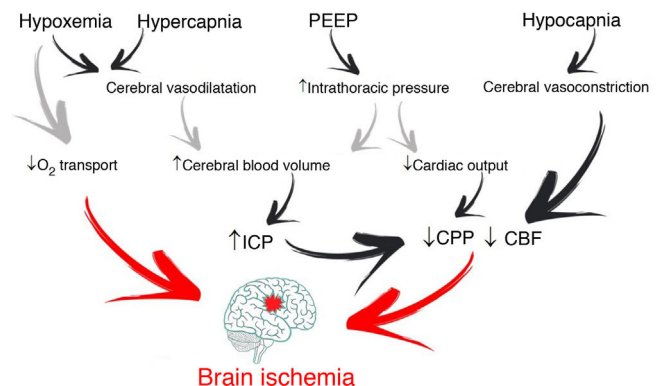 Hypoxemia Hypercapnia PEEP Hypocapnia
Cerebral vasodilatation ↑Intrathoracic pressure Cerebral vasoconstriction
↓O₂ transport ↑Cerebral blood volume ↓Cardiac output
↑ICP ↓CPP ↓ CBF
Brain ischemia